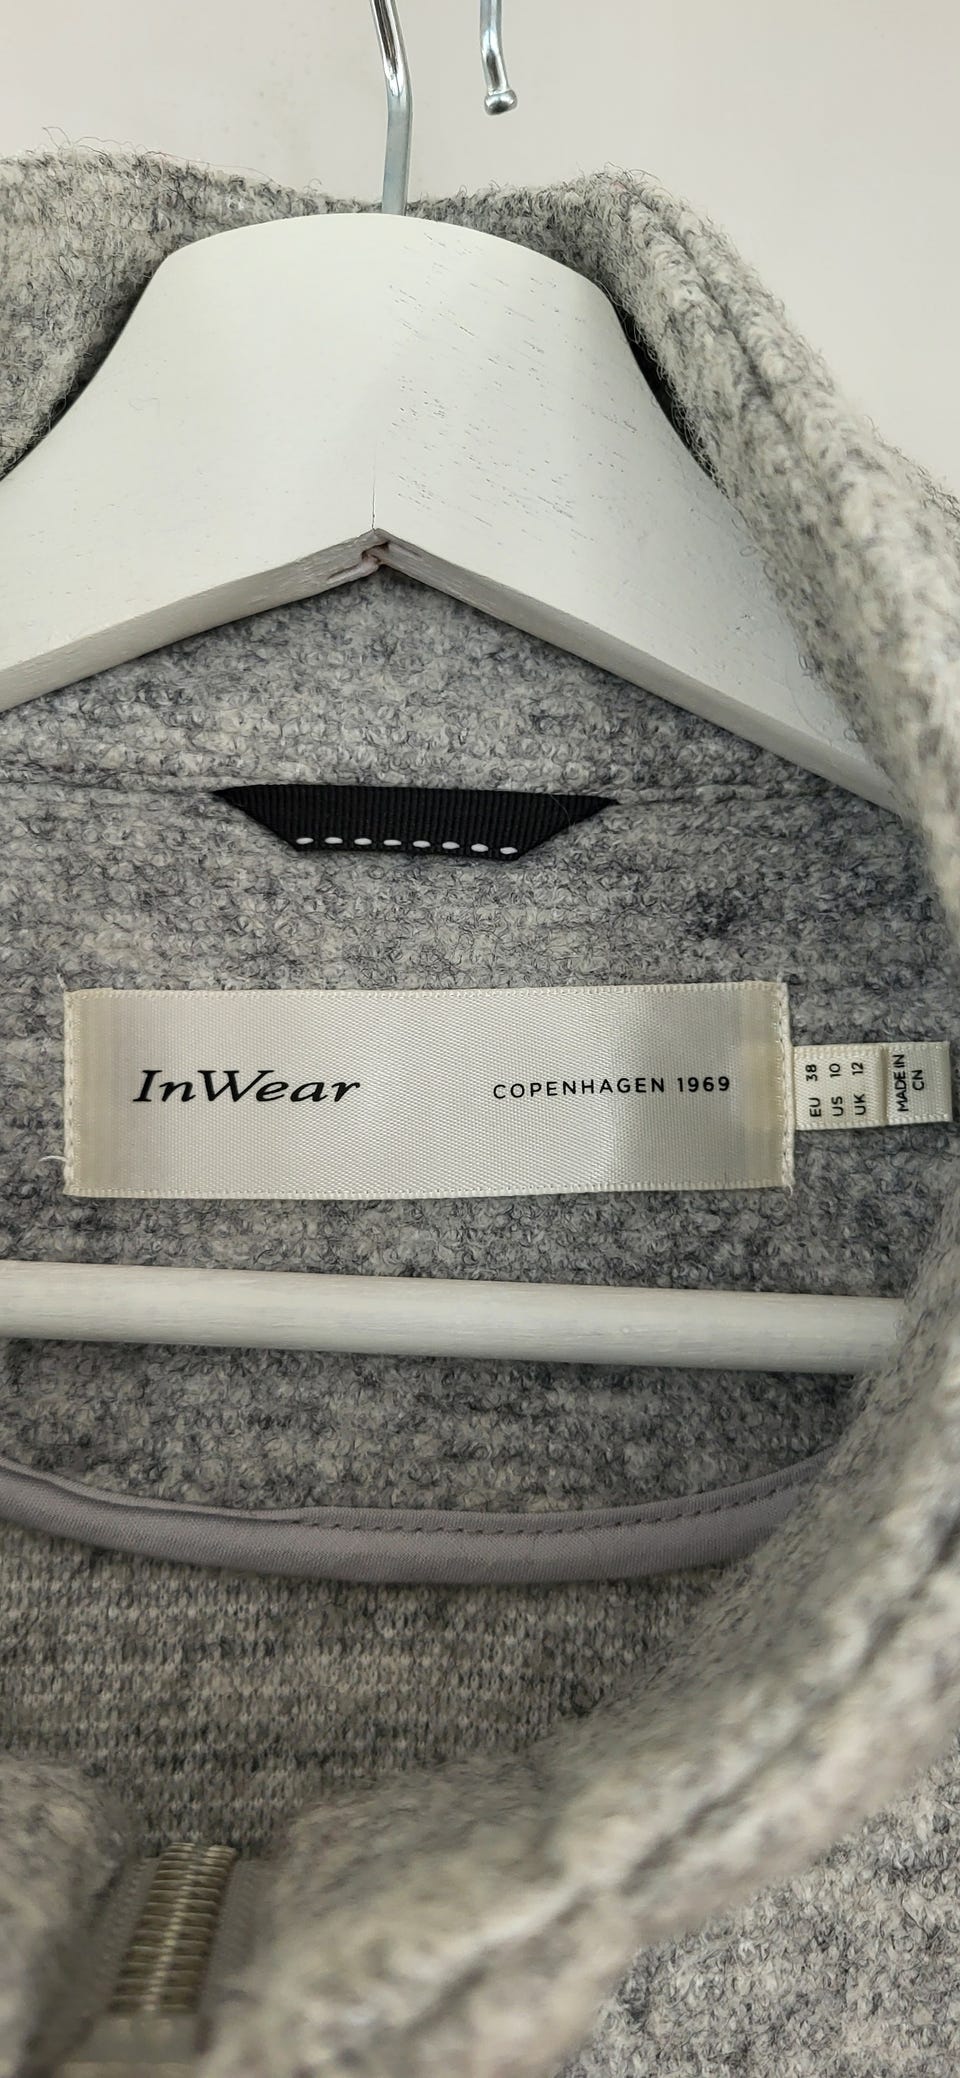 InWear
COPENHAGEN 1969
EU 38
US 10
UK 12
MADE IN
CN